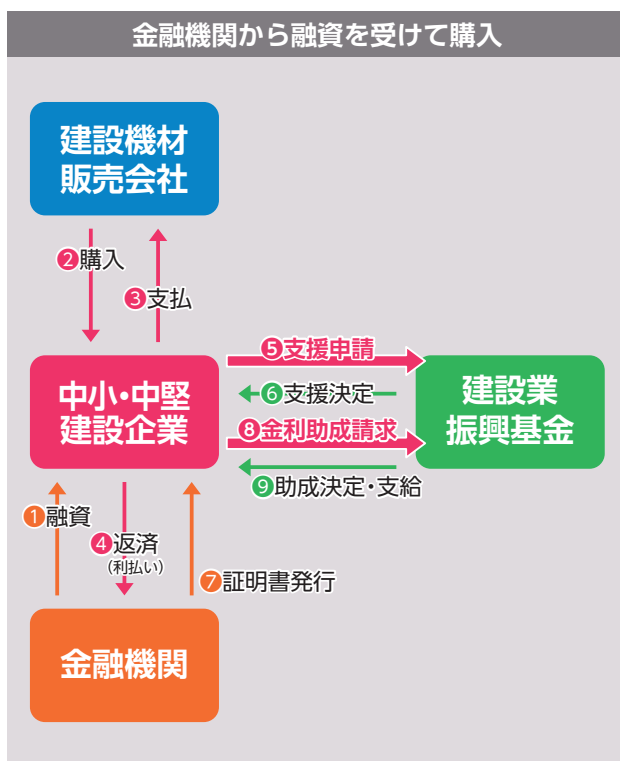 金融機関から融資を受けて購入
建設機材
販売会社
❷購入
❸支払
❺支援申請
❻支援決定
中小・中堅
建設企業
建設業
振興基金
❽金利助成請求
❾助成決定・支給
❶融資
❹返済
(利払い)
❼証明書発行
金融機関